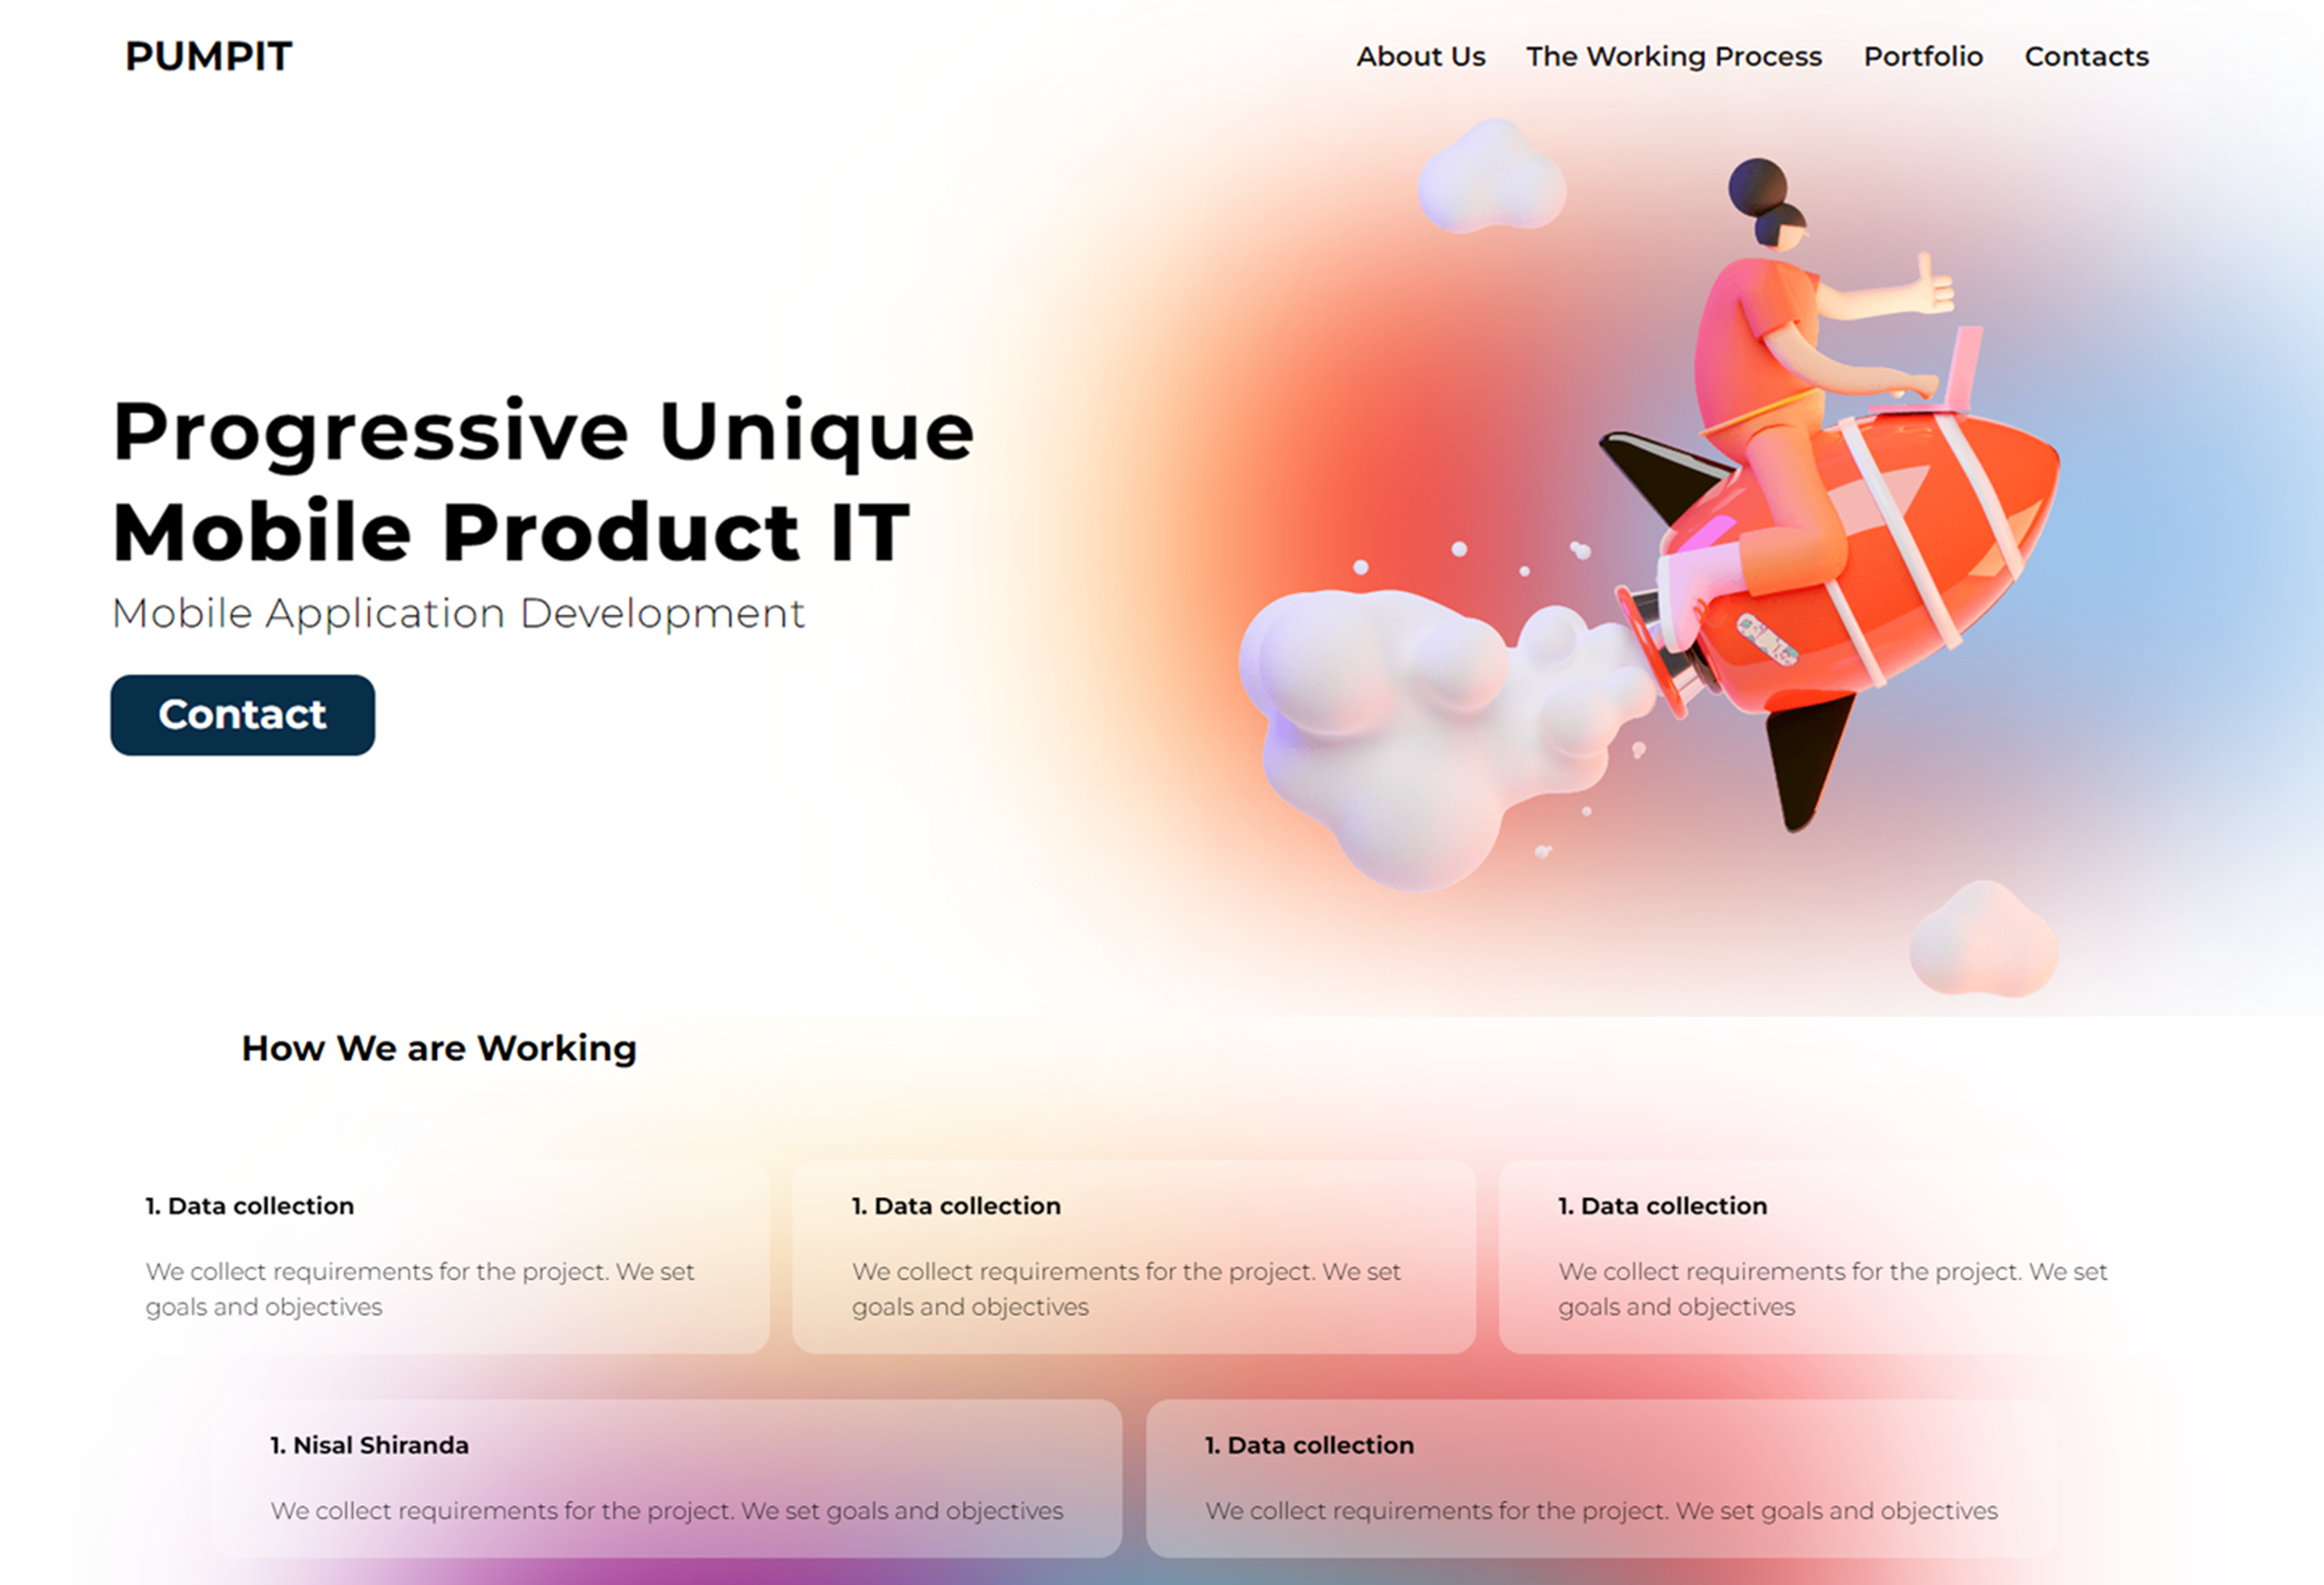 PUMPIT
About Us The Working Process Portfolio Contacts
Progressive Unique
Mobile Product IT
Mobile Application Development
Contact
How We are Working
1. Data collection
We collect requirements for the project. We set
goals and objectives
1. Data collection
We collect requirements for the project. We set
goals and objectives
1. Data collection
We collect requirements for the project. We set
goals and objectives
1. Nisal Shiranda
We collect requirements for the project. We set goals and objectives
1. Data collection
We collect requirements for the project. We set goals and objectives